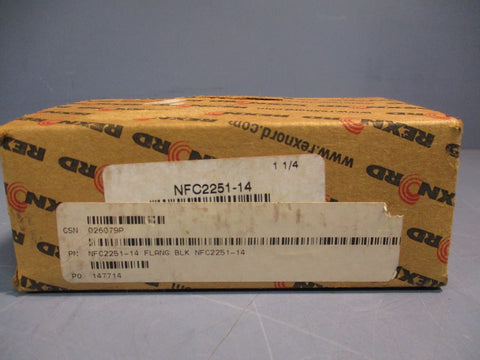 REXNORD
www.rexnord.com
REXNORD
1 1/4
NFC2251-14
CSN 026079P
PN NFC2251-14 FLANG BLK NFC2251-14
PO 147714